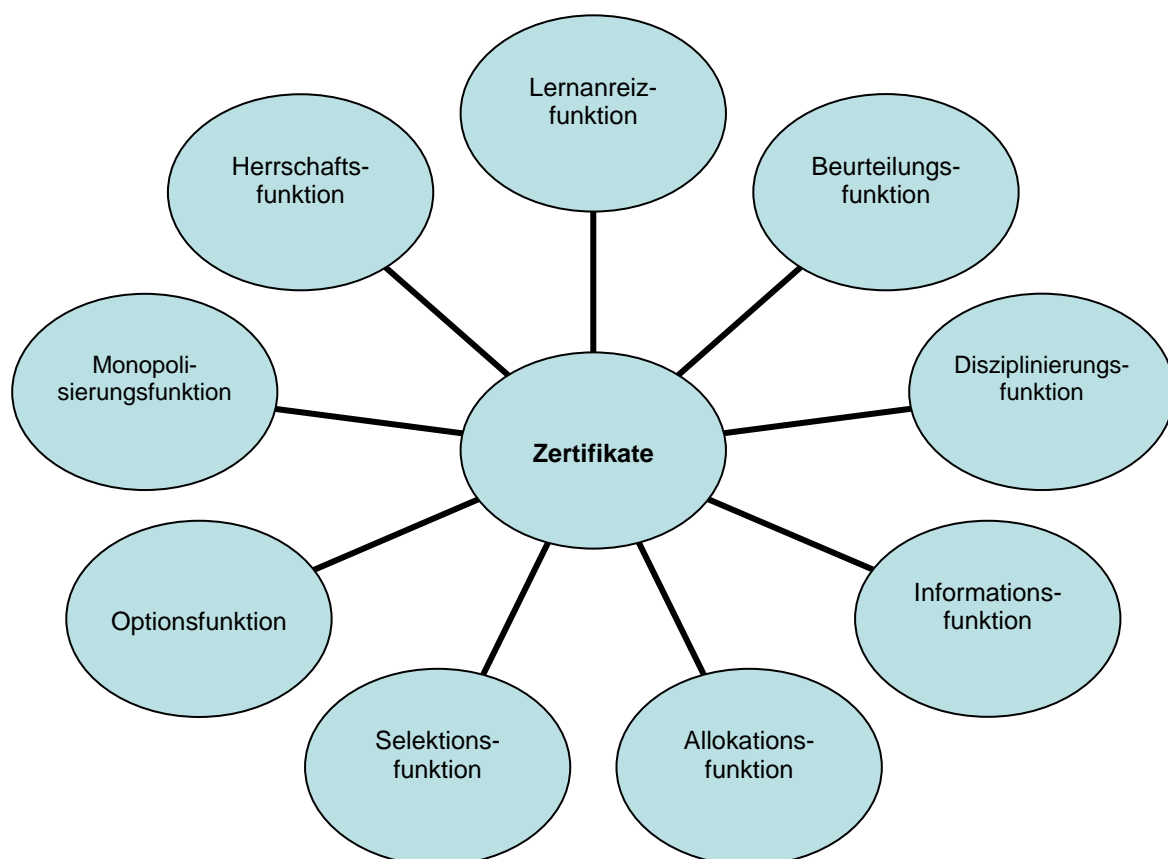 Lernanreiz-
funktion
Herrschafts-
funktion
Beurteilungs-
funktion
Monopoli-
sierungsfunktion
Disziplinierungs-
funktion
Zertifikate
Optionsfunktion
Informations-
funktion
Selektions-
funktion
Allokations-
funktion